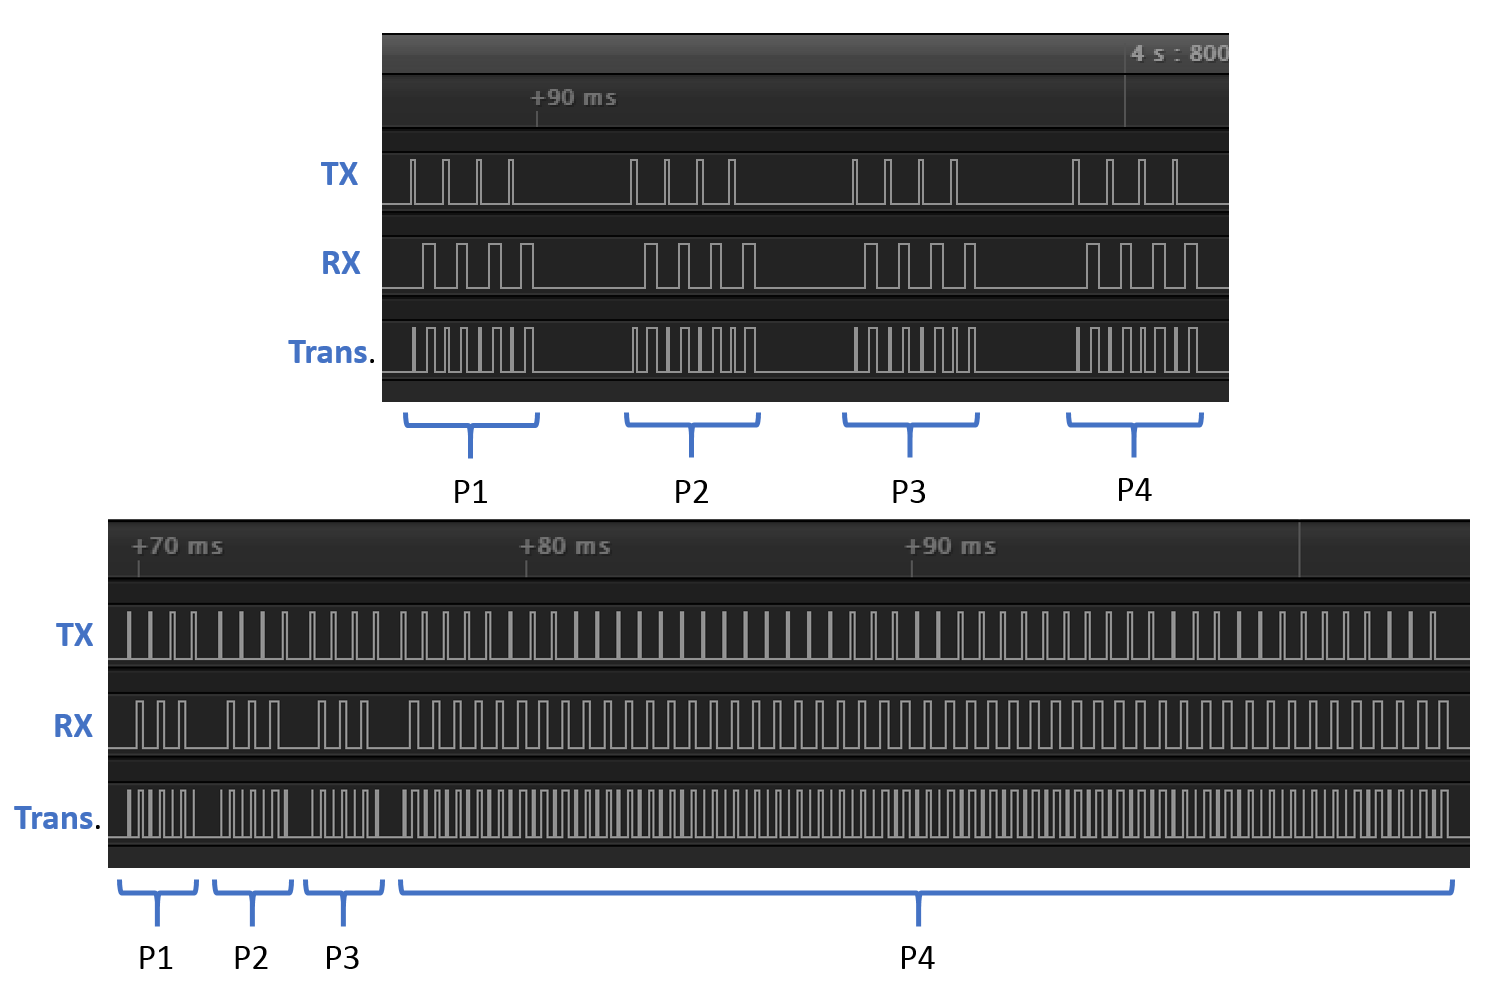 4 s : 800
+90 ms
TX
RX
Trans.
P1 P2 P3 P4
+70 ms +80 ms +90 ms
TX
RX
Trans.
P1 P2 P3 P4